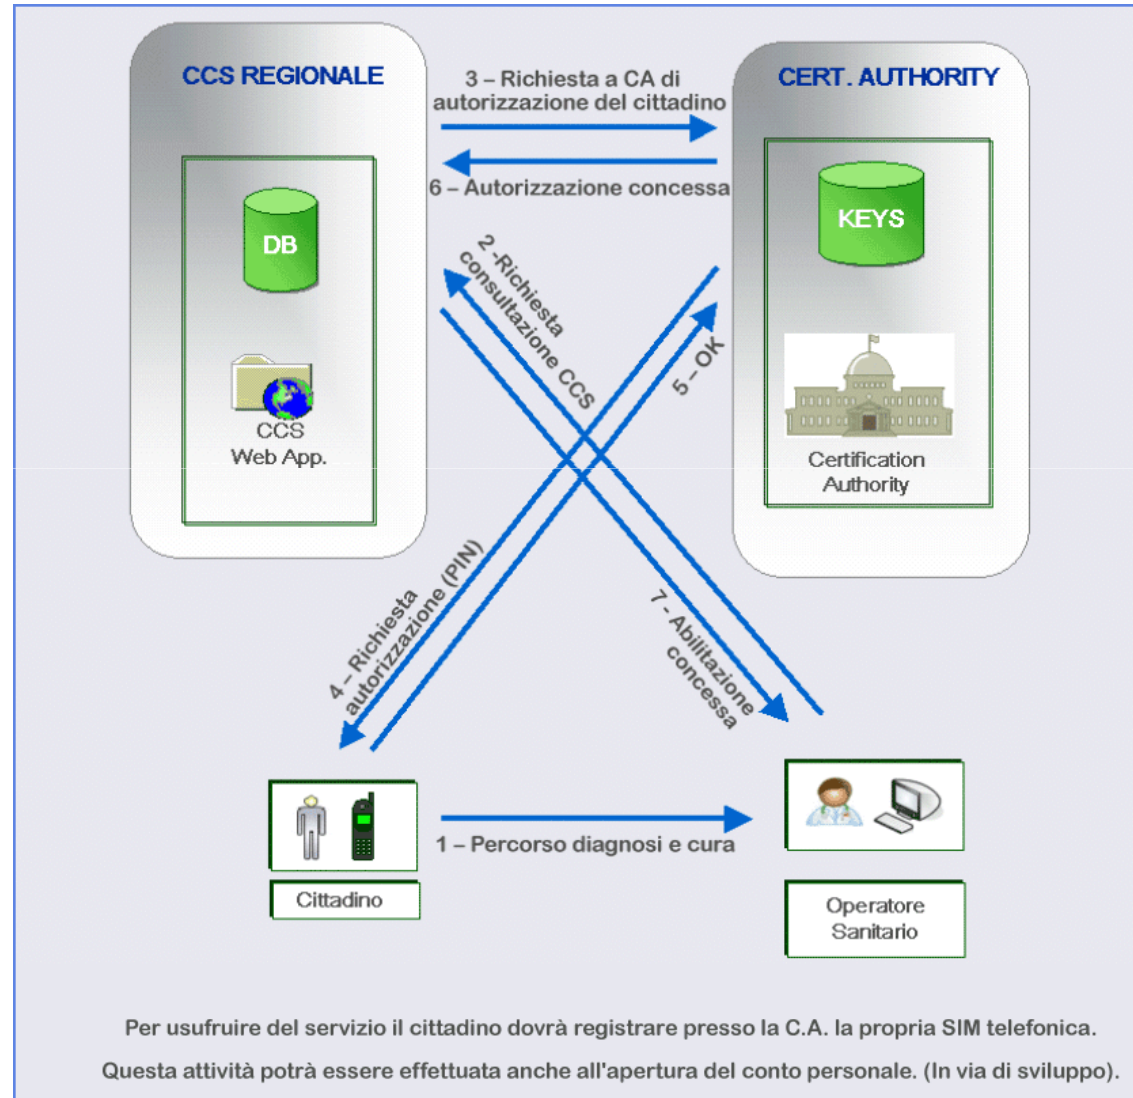 CCS REGIONALE
3 – Richiesta a CA di
autorizzazione del cittadino
CERT. AUTHORITY
6 – Autorizzazione concessa
DB
KEYS
2 -Richiesta
consultazione CCS
5 – OK
CCS
Web App.
Certification
Authority
4 – Richiesta
autorizzazione (PIN)
7 - Abilitazione
concessa
1 – Percorso diagnosi e cura
Cittadino
Operatore
Sanitario
Per usufruire del servizio il cittadino dovrà registrare presso la C.A. la propria SIM telefonica.
Questa attività potrà essere effettuata anche all'apertura del conto personale. (In via di sviluppo).